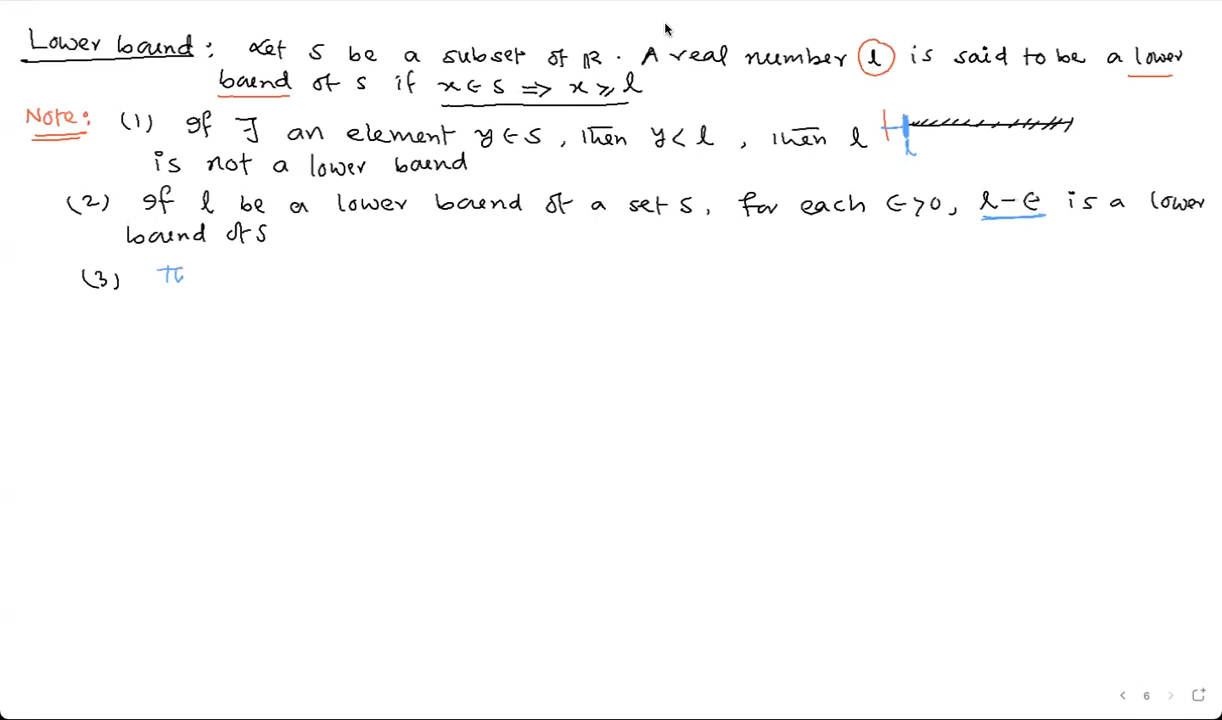 Lower bound : Let S be a subset of ℝ. A real number l is said to be a lower
bound of S if x ∈ S ⟹ x ≥ l
Note: (1) If ∃ an element y ∈ S, then y < l, then l
is not a lower bound
l
(2) If l be a lower bound of a set S, for each ∈ > 0, l - ∈ is a lower
bound of S
(3)
6